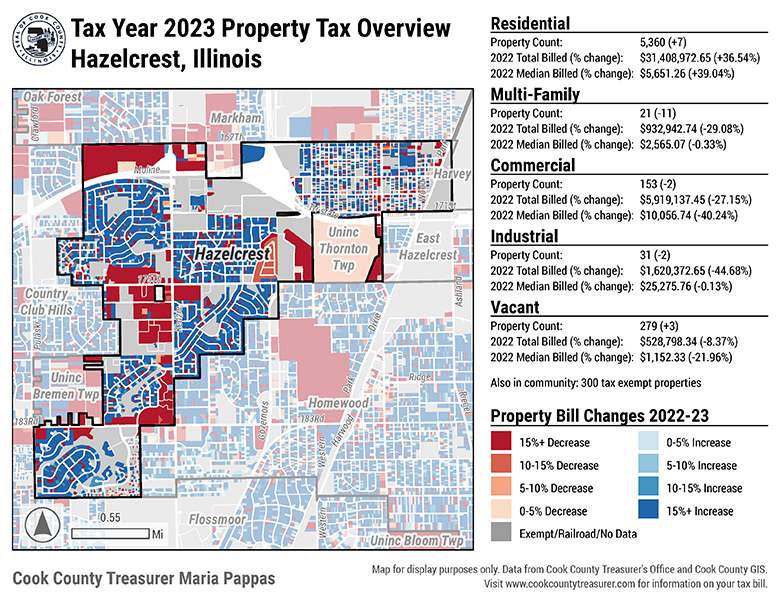 SEAL OF COOK COUNTY
ILLINOIS
Tax Year 2023 Property Tax Overview
Hazelcrest, Illinois
Oak Forest
Crawford
Markham
167Th
Moline
Park
Harvey
Wood
171St
Tri State
Uninc
Thornton
Twp
East
Hazelcrest
Hazelcrest
175Th
Country
Club Hills
Pulaski
Kedzie
Dixie
Ashland
Uninc
Bremen Twp
183Rd
Governors
Park
Homewood
Ridge
Riegel
Western
Harwood
Flossmoor
Western
Uninc Bloom Twp
0.55
Mi
Cook County Treasurer Maria Pappas
Residential
Property Count: 5,360 (+7)
2022 Total Billed (% change): $31,408,972.65 (+36.54%)
2022 Median Billed (% change): $5,651.26 (+39.04%)
Multi-Family
Property Count: 21 (-11)
2022 Total Billed (% change): $932,942.74 (-29.08%)
2022 Median Billed (% change): $2,565.07 (-0.33%)
Commercial
Property Count: 153 (-2)
2022 Total Billed (% change): $5,919,137.45 (-27.15%)
2022 Median Billed (% change): $10,056.74 (-40.24%)
Industrial
Property Count: 31 (-2)
2022 Total Billed (% change): $1,620,372.65 (-44.68%)
2022 Median Billed (% change): $25,275.76 (-0.13%)
Vacant
Property Count: 279 (+3)
2022 Total Billed (% change): $528,798.34 (-8.37%)
2022 Median Billed (% change): $1,152.33 (-21.96%)
Also in community: 300 tax exempt properties
Property Bill Changes 2022-23
15%+ Decrease
10-15% Decrease
5-10% Decrease
0-5% Decrease
Exempt/Railroad/No Data
0-5% Increase
5-10% Increase
10-15% Increase
15%+ Increase
Map for display purposes only. Data from Cook County Treasurer's Office and Cook County GIS.
Visit www.cookcountytreasurer.com for information on your tax bill.